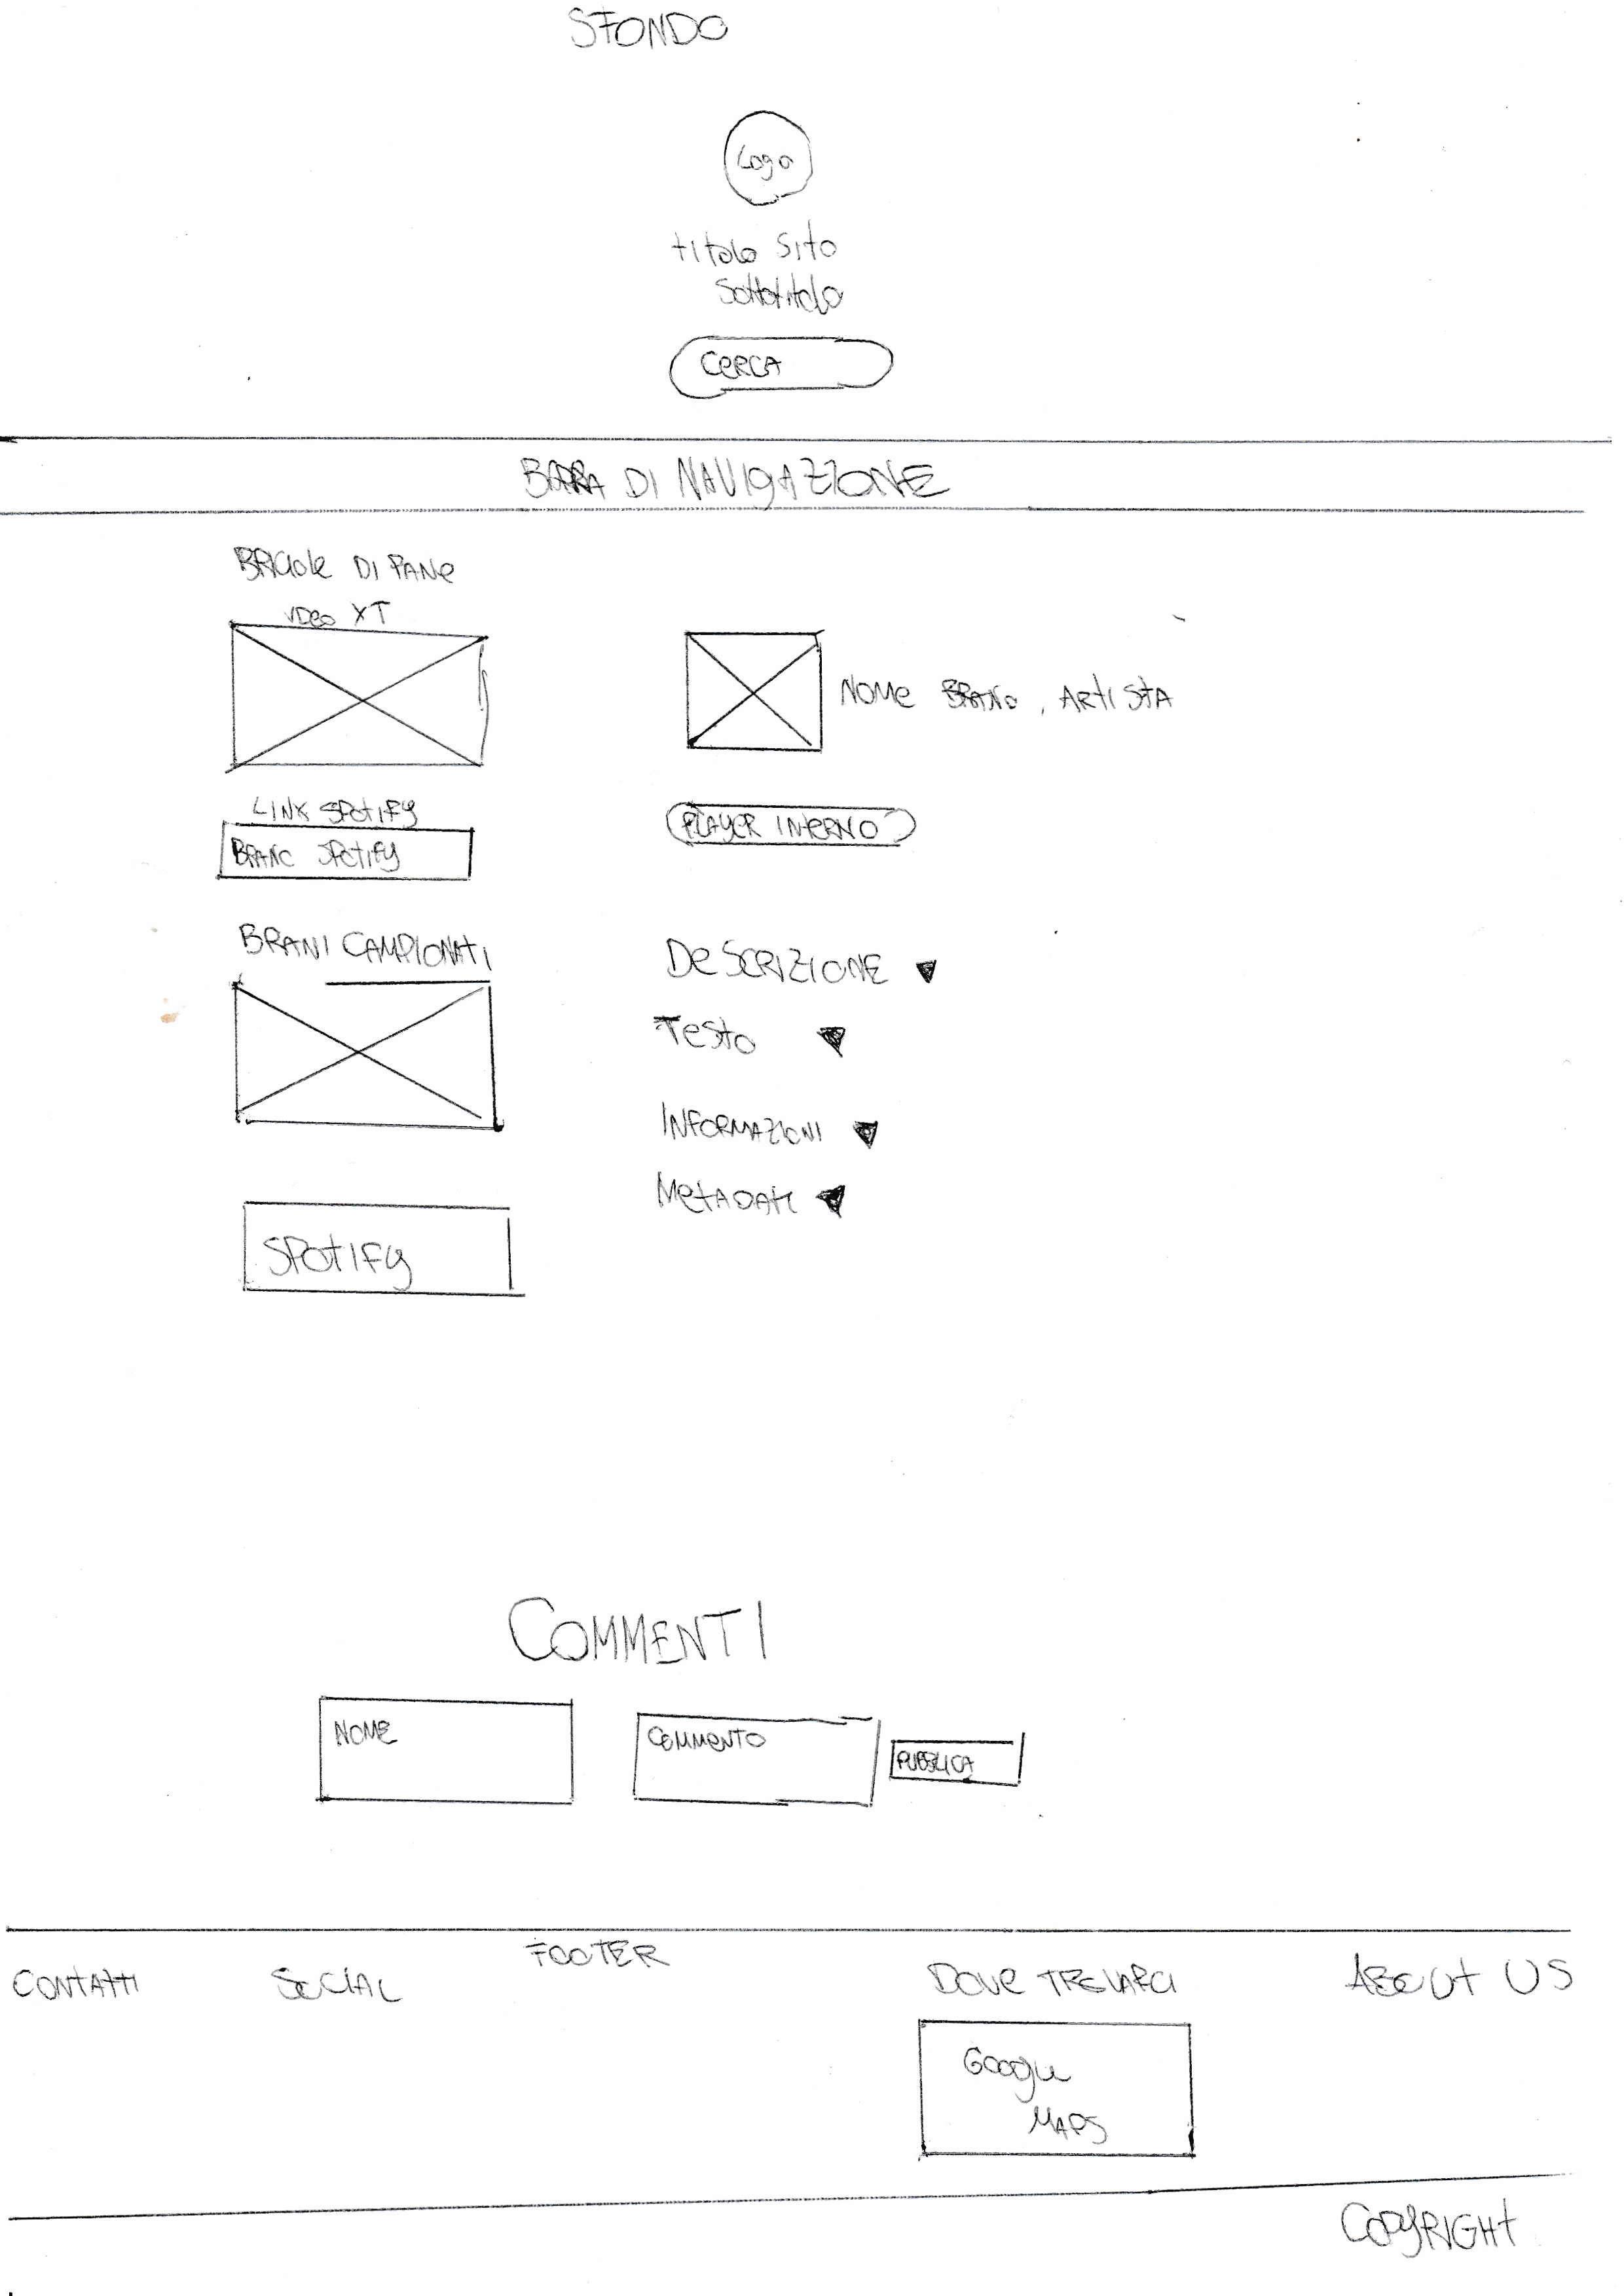 SFONDO
Logo
titolo sito
Sottotitolo
CERCA
BARRA DI NAVIGAZIONE
BRICIOLE DI PANE
VIDEO YT
NOME BRANO, ARTISTA
LINK SPOTIFY
BRANO SPOTIFY
PLAYER INTERNO
BRANI CAMPIONATI
DESCRIZIONE
Testo
INFORMAZIONI
METADATI
SPOTIFY
COMMENTI
NOME
COMMENTO
PUBBLICA
FOOTER
CONTATTI
SOCIAL
DOVE TROVARCI
ABOUT US
Google
MAPS
COPYRIGHT